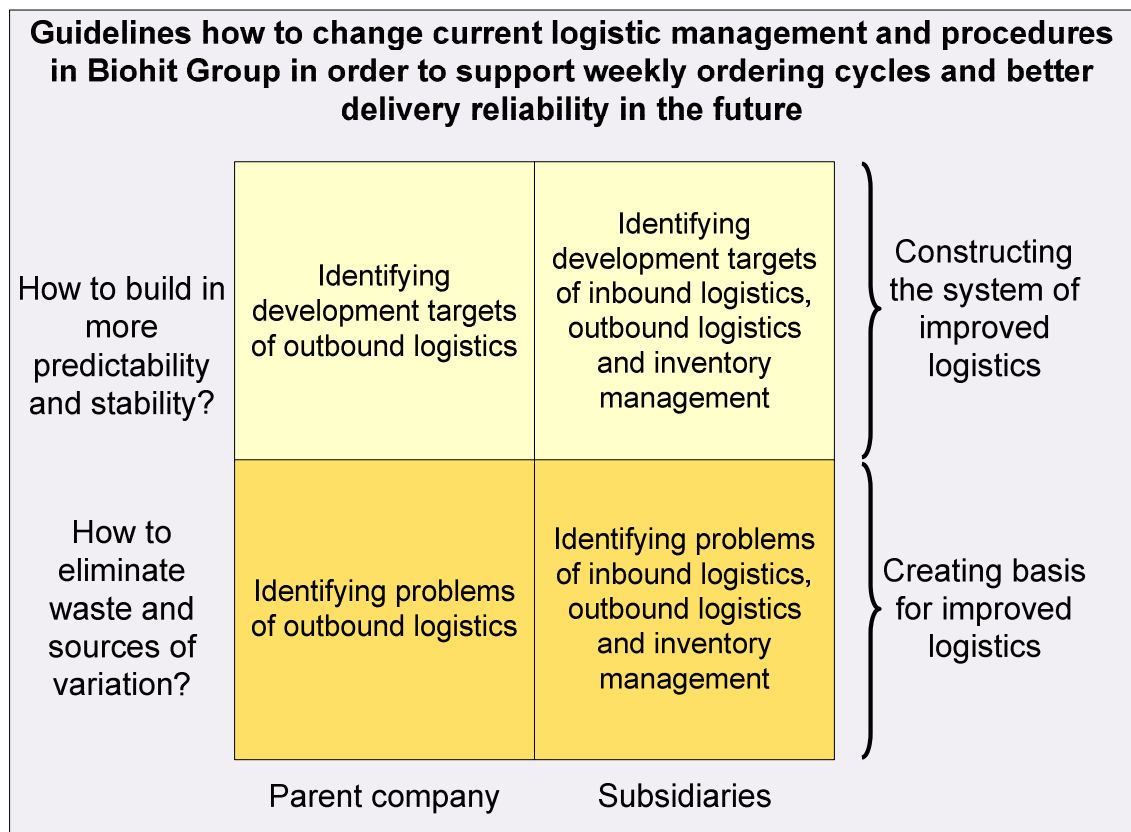 Guidelines how to change current logistic management and procedures
in Biohit Group in order to support weekly ordering cycles and better
delivery reliability in the future
How to build in
more
predictability
and stability?
Identifying
development targets
of outbound logistics
Identifying
development targets
of inbound logistics,
outbound logistics
and inventory
management
Constructing
the system of
improved
logistics
How to
eliminate
waste and
sources of
variation?
Identifying problems
of outbound logistics
Identifying problems
of inbound logistics,
outbound logistics
and inventory
management
Creating basis
for improved
logistics
Parent company
Subsidiaries